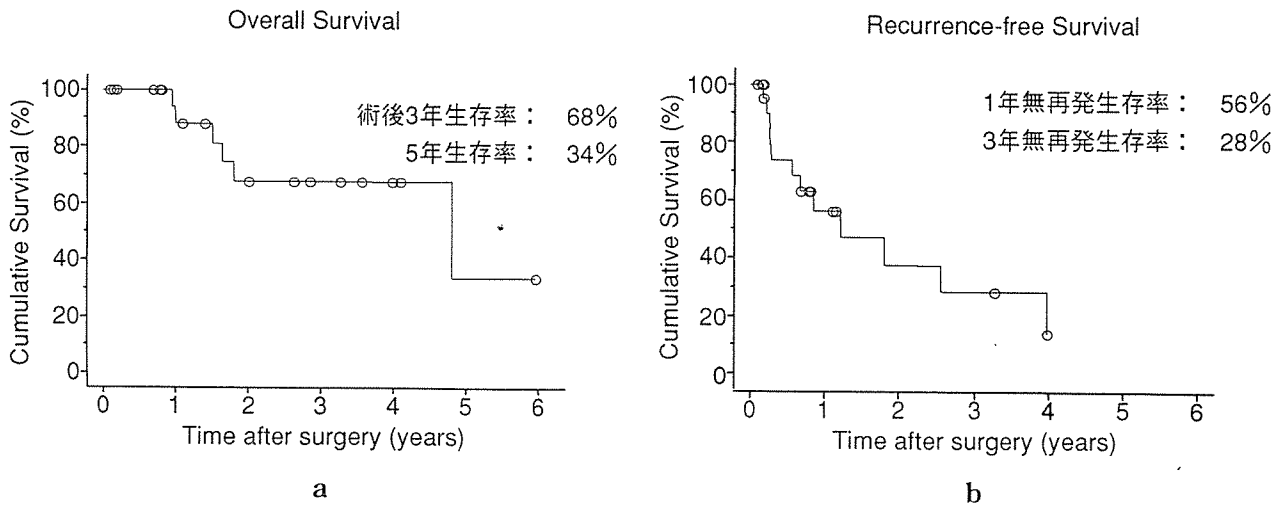 Overall Survival
Cumulative Survival (%)
100
80
60
40
20
0
術後3年生存率： 68%
5年生存率： 34%
0 1 2 3 4 5 6
Time after surgery (years)
a
Recurrence-free Survival
Cumulative Survival (%)
100
80
60
40
20
0
1年無再発生存率： 56%
3年無再発生存率： 28%
0 1 2 3 4 5 6
Time after surgery (years)
b